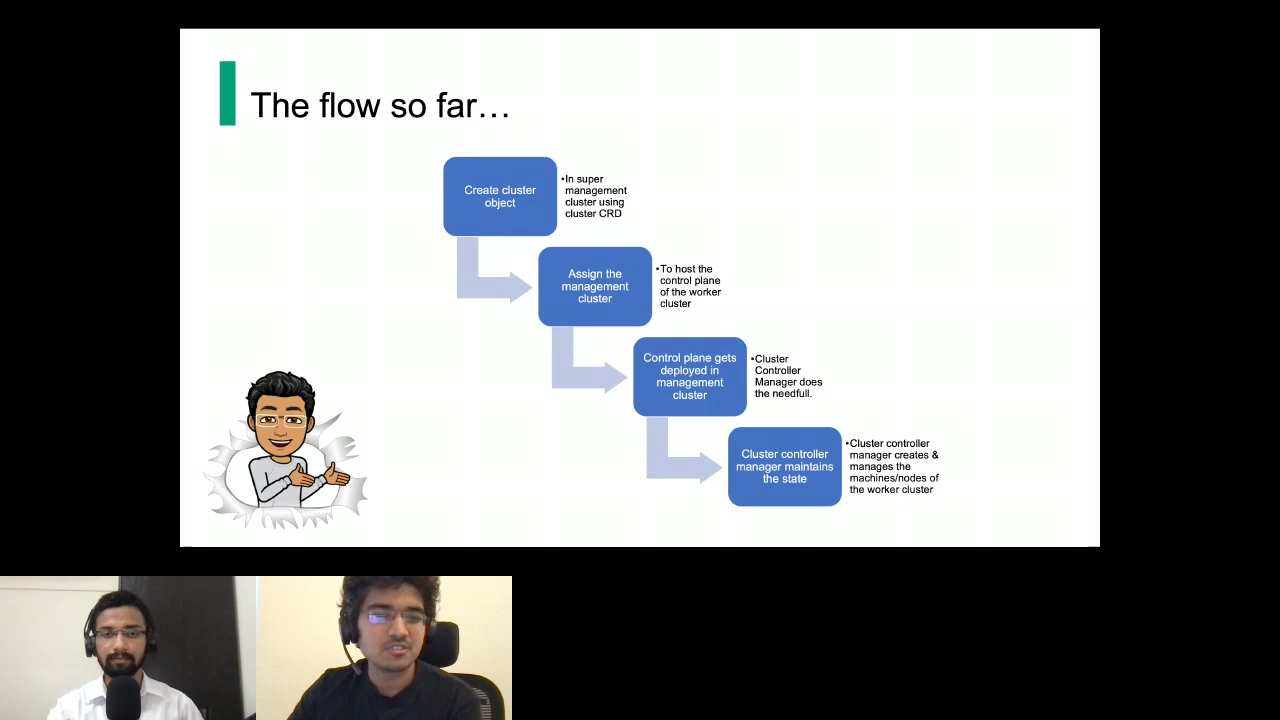 The flow so far…
Create cluster
object
•In super
management
cluster using
cluster CRD
Assign the
management
cluster
•To host the
control plane
of the worker
cluster
Control plane gets
deployed in
management
cluster
•Cluster
Controller
Manager does
the needfull.
Cluster controller
manager maintains
the state
•Cluster controller
manager creates &
manages the
machines/nodes of
the worker cluster